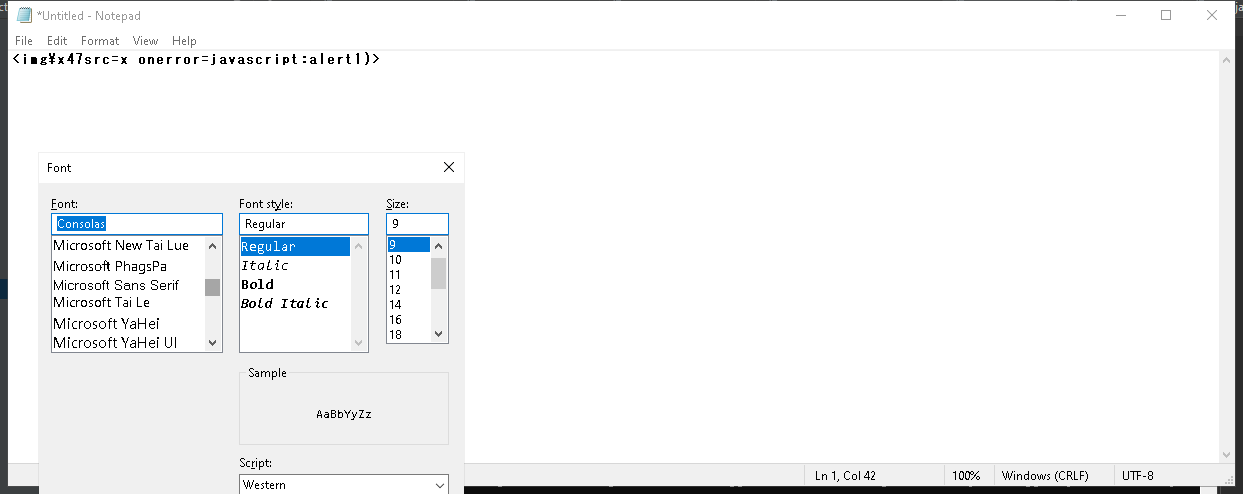 *Untitled - Notepad
File Edit Format View Help
<img¥x47src=x onerror=javascript:alert1)>
Font
Font: Font style: Size:
Consolas Regular 9
Microsoft New Tai Lue Regular 9
Microsoft PhagsPa Italic 10
Microsoft Sans Serif Bold 11
Microsoft Tai Le Bold Italic 12
Microsoft YaHei 14
Microsoft YaHei UI 16
18
Sample
AaBbYyZz
Script:
Western
Ln 1, Col 42 100% Windows (CRLF) UTF-8